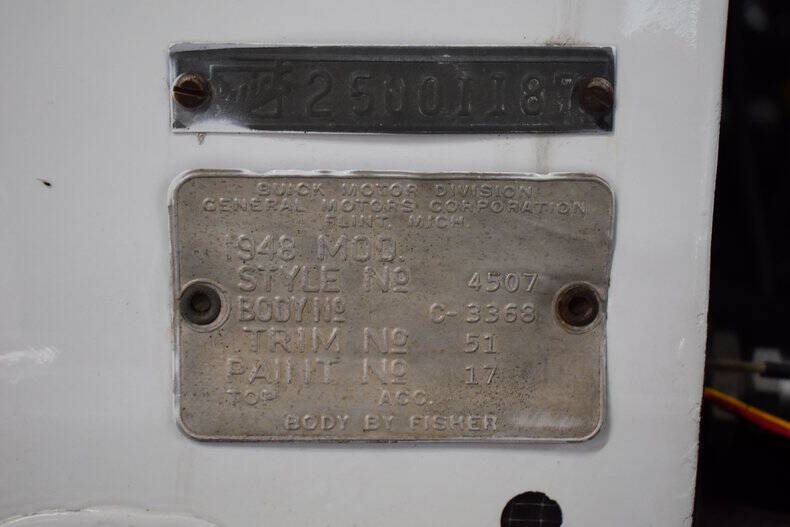 Buick 25001187
BUICK MOTOR DIVISION
GENERAL MOTORS CORPORATION
FLINT, MICH.
1948 MOD.
STYLE Nº 4507
BODY Nº C-3368
TRIM Nº 51
PAINT Nº 17
TOP ACC.
BODY BY FISHER